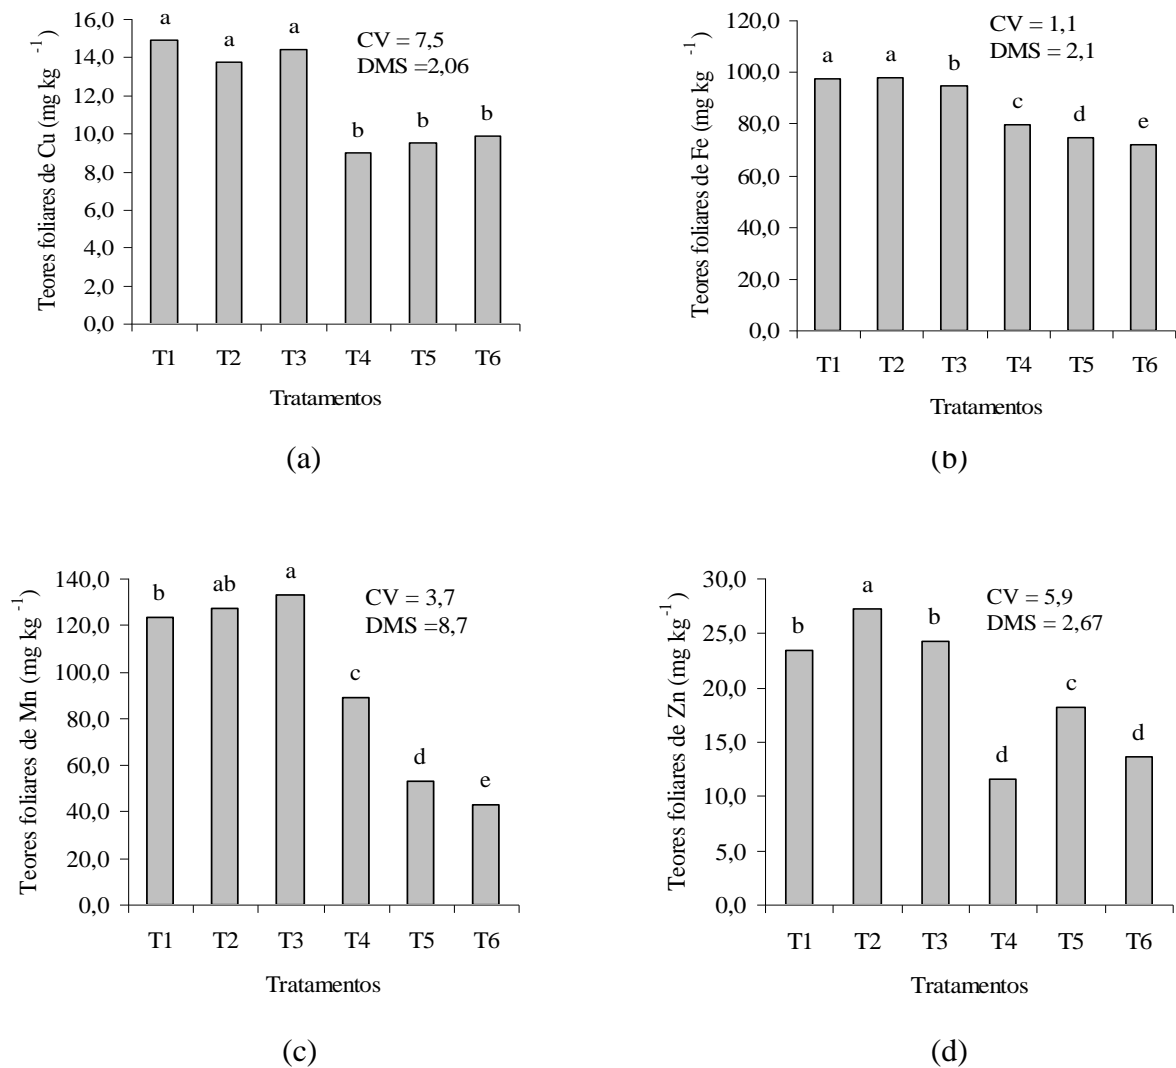 Teores foliares de Cu (mg kg -1)
16,0
14,0
12,0
10,0
8,0
6,0
4,0
2,0
0,0
a a a b b b
CV = 7,5
DMS =2,06
T1 T2 T3 T4 T5 T6
Tratamentos
(a)
Teores foliares de Fe (mg kg -1)
120,0
100,0
80,0
60,0
40,0
20,0
0,0
a a b c d e
CV = 1,1
DMS = 2,1
T1 T2 T3 T4 T5 T6
Tratamentos
(b)
Teores foliares de Mn (mg kg -1)
140,0
120,0
100,0
80,0
60,0
40,0
20,0
0,0
b ab a c d e
CV = 3,7
DMS =8,7
T1 T2 T3 T4 T5 T6
Tratamentos
(c)
Teores foliares de Zn (mg kg -1)
30,0
25,0
20,0
15,0
10,0
5,0
0,0
b a b d c d
CV = 5,9
DMS = 2,67
T1 T2 T3 T4 T5 T6
Tratamentos
(d)